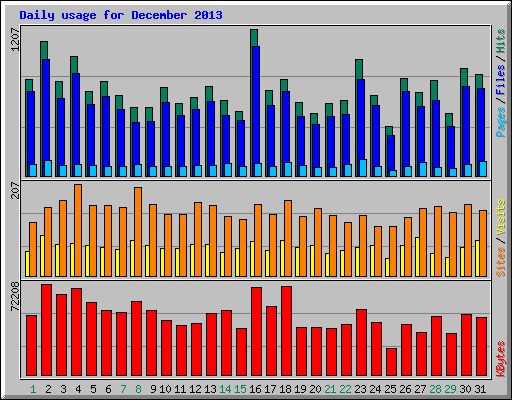 Daily usage for December 2013
1207
Pages / Files / Hits
207
Sites / Visits
72208
KBytes
1 2 3 4 5 6 7 8 9 10 11 12 13 14 15 16 17 18 19 20 21 22 23 24 25 26 27 28 29 30 31